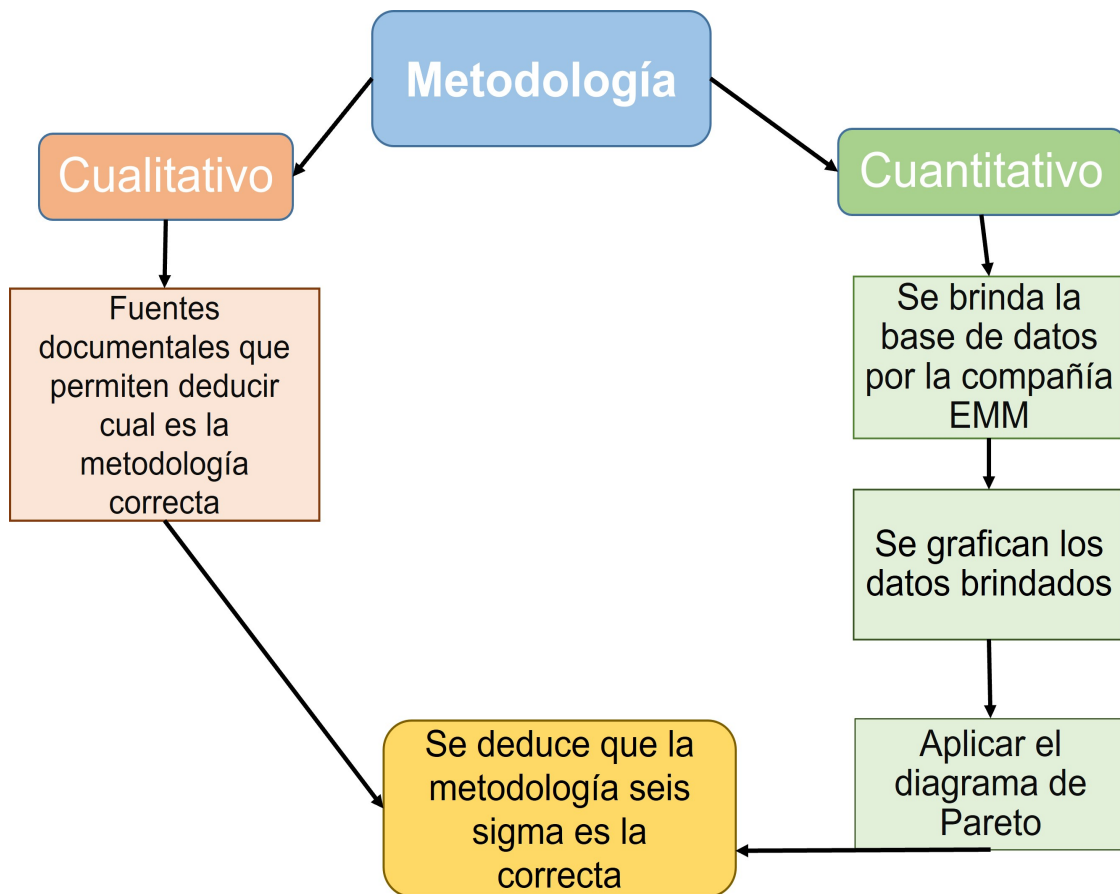 Metodología
Cualitativo
Cuantitativo
Fuentes
documentales que
permiten deducir
cual es la
metodología
correcta
Se brinda la
base de datos
por la compañía
EMM
Se grafican los
datos brindados
Aplicar el
diagrama de
Pareto
Se deduce que la
metodología seis
sigma es la
correcta